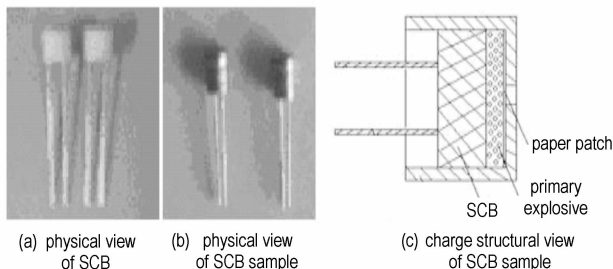 paper patch
primary
explosive
SCB
(a) physical view
of SCB
(b) physical view
of SCB sample
(c) charge structural view
of SCB sample